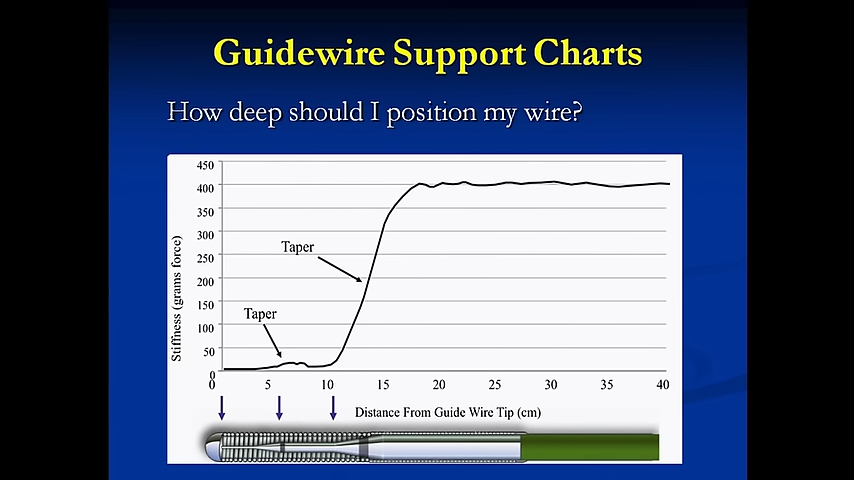 Guidewire Support Charts
How deep should I position my wire?
450
400
350
300
250
200
150
100
50
0
Stiffness (grams force)
Taper
Taper
0 5 10 15 20 25 30 35 40
Distance From Guide Wire Tip (cm)